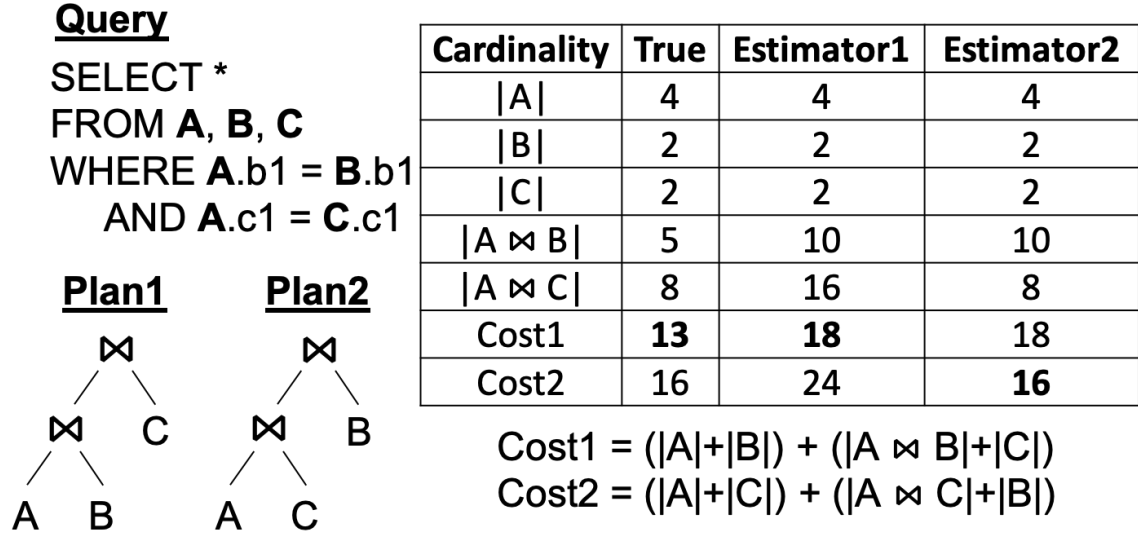 Query
SELECT *
FROM A, B, C
WHERE A.b1 = B.b1
AND A.c1 = C.c1
Plan1
⋈
⋈ C
A B
Plan2
⋈
⋈ B
A C
Cardinality True Estimator1 Estimator2
|A| 4 4 4
|B| 2 2 2
|C| 2 2 2
|A ⋈ B| 5 10 10
|A ⋈ C| 8 16 8
Cost1 13 18 18
Cost2 16 24 16
Cost1 = (|A|+|B|) + (|A ⋈ B|+|C|)
Cost2 = (|A|+|C|) + (|A ⋈ C|+|B|)